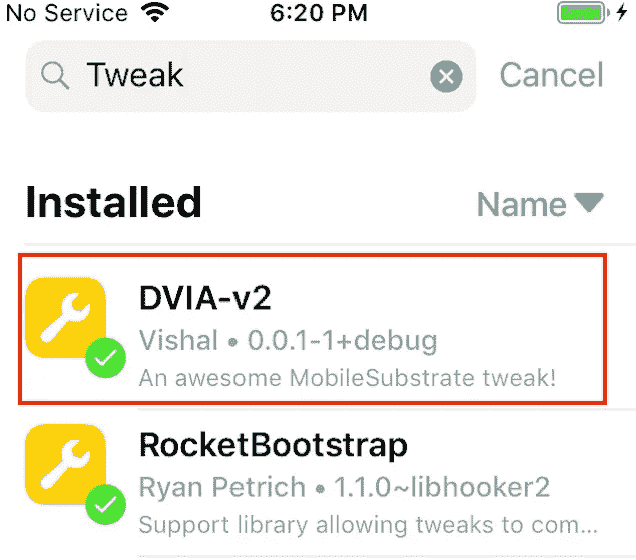 No Service 6:20 PM
Tweak Cancel
Installed Name
DVIA-v2
Vishal • 0.0.1-1+debug
An awesome MobileSubstrate tweak!
RocketBootstrap
Ryan Petrich • 1.1.0~libhooker2
Support library allowing tweaks to com...